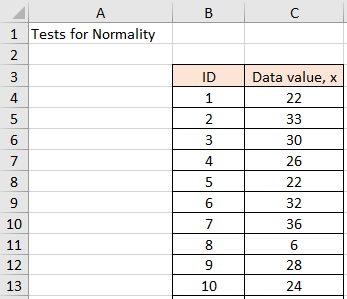 A B C
1 Tests for Normality
2
3 ID Data value, x
4 1 22
5 2 33
6 3 30
7 4 26
8 5 22
9 6 32
10 7 36
11 8 6
12 9 28
13 10 24